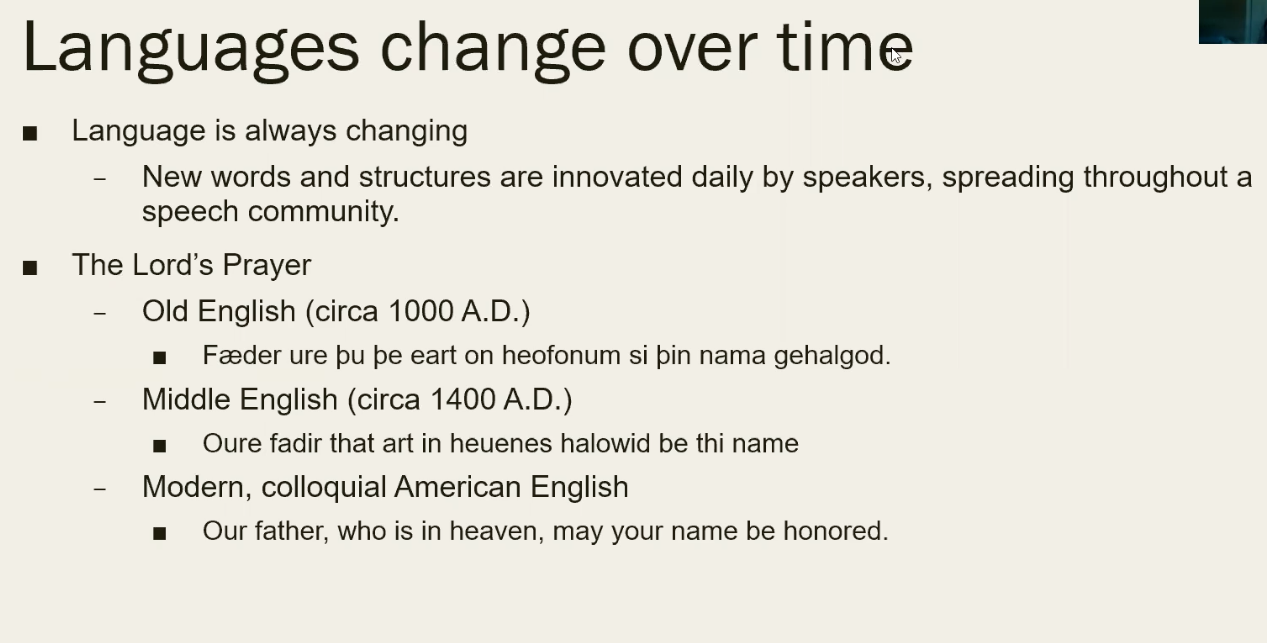 Languages change over time
■ Language is always changing
– New words and structures are innovated daily by speakers, spreading throughout a
speech community.
■ The Lord’s Prayer
– Old English (circa 1000 A.D.)
■ Fæder ure þu þe eart on heofonum si þin nama gehalgod.
– Middle English (circa 1400 A.D.)
■ Oure fadir that art in heuenes halowid be thi name
– Modern, colloquial American English
■ Our father, who is in heaven, may your name be honored.